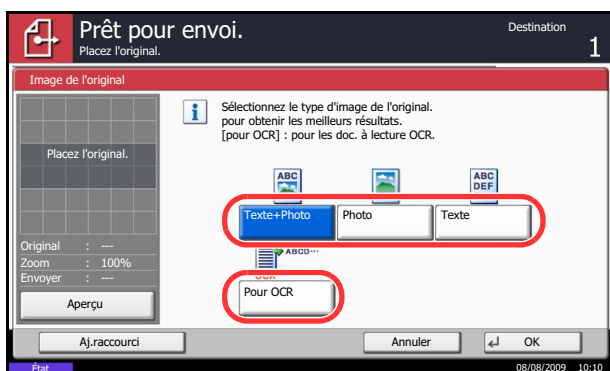 Prêt pour envoi.
Placez l'original.
Destination
1
Image de l'original
Sélectionnez le type d'image de l'original.
pour obtenir les meilleurs résultats.
[pour OCR] : pour les doc. à lecture OCR.
Placez l'original.
ABC
ABC
DEF
Texte+Photo
Photo
Texte
Original : ---
Zoom : 100%
Envoyer : ---
ABCD···
OCR
Pour OCR
Aperçu
Aj.raccourci
Annuler
OK
État
08/08/2009 10:10